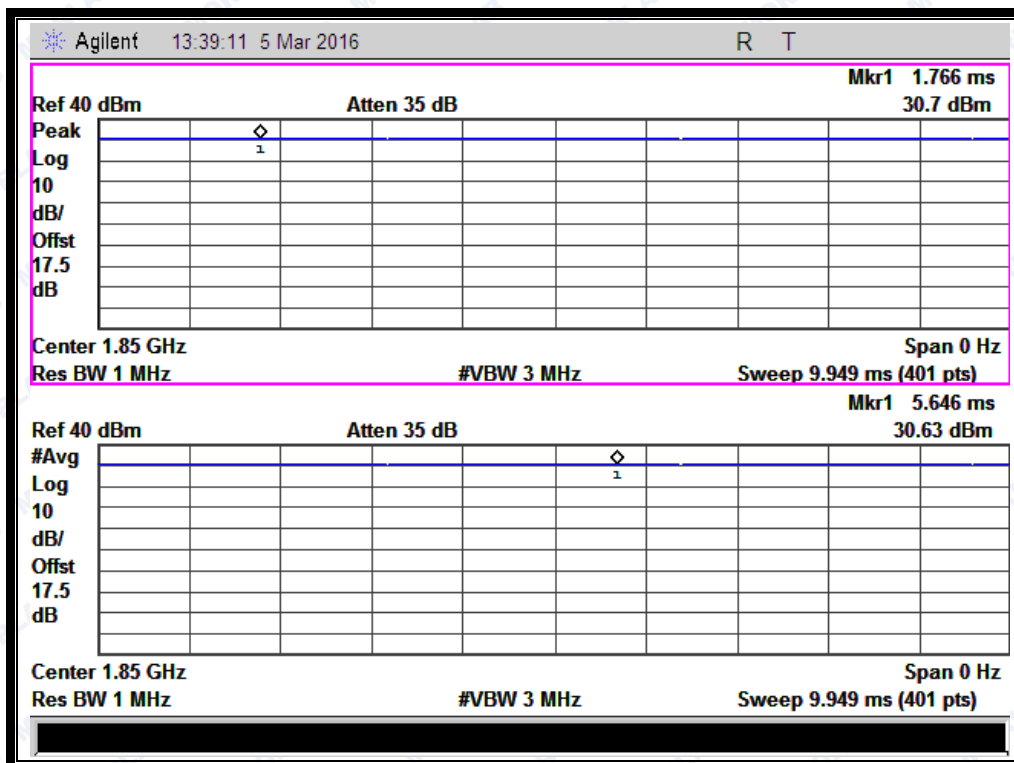 Agilent 13:39:11 5 Mar 2016 R T
Mkr1 1.766 ms
Ref 40 dBm Atten 35 dB 30.7 dBm
Peak
1
Log
10
dB/
Offst
17.5
dB
Center 1.85 GHz Span 0 Hz
Res BW 1 MHz #VBW 3 MHz Sweep 9.949 ms (401 pts)
Mkr1 5.646 ms
Ref 40 dBm Atten 35 dB 30.63 dBm
#Avg
1
Log
10
dB/
Offst
17.5
dB
Center 1.85 GHz Span 0 Hz
Res BW 1 MHz #VBW 3 MHz Sweep 9.949 ms (401 pts)